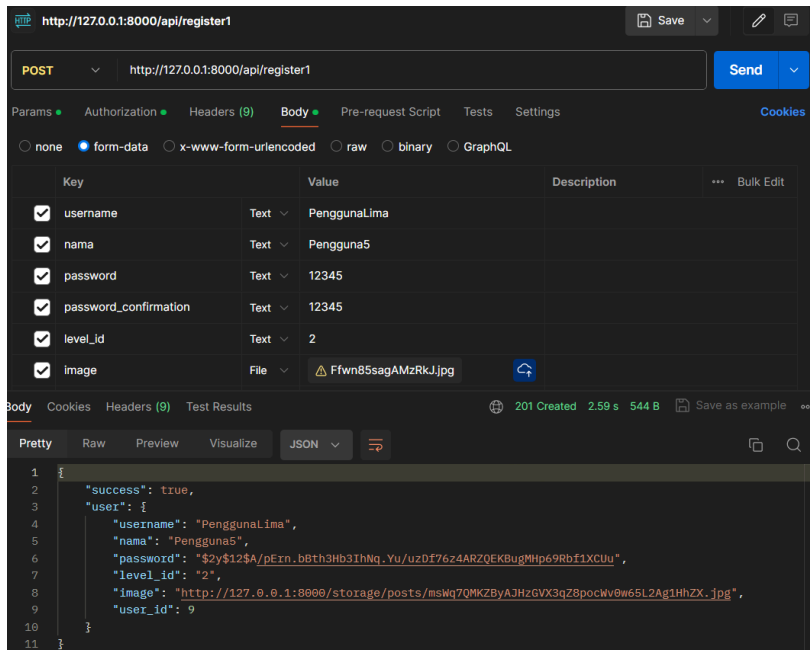 HTTP http://127.0.0.1:8000/api/register1 Save
POST http://127.0.0.1:8000/api/register1 Send
Params Authorization Headers (9) Body Pre-request Script Tests Settings Cookies
none form-data x-www-form-urlencoded raw binary GraphQL
Key Value Description ••• Bulk Edit
username Text PenggunaLima
nama Text Pengguna5
password Text 12345
password_confirmation Text 12345
level_id Text 2
image File Ffwn85sagAMzRkJ.jpg
Body Cookies Headers (9) Test Results 201 Created 2.59 s 544 B Save as example
Pretty Raw Preview Visualize JSON
1 {
2 "success": true,
3 "user": {
4 "username": "PenggunaLima",
5 "nama": "Pengguna5",
6 "password": "$2y$12$A/pErn.bBth3Hb3IhNq.Yu/uzDf76z4ARZQEKBugMHp69Rbf1XCUu",
7 "level_id": "2",
8 "image": "http://127.0.0.1:8000/storage/posts/msWq7QMKZByAJHzGVX3qZ8pocWv0w65L2Ag1HhZX.jpg",
9 "user_id": 9
10 }
11 }